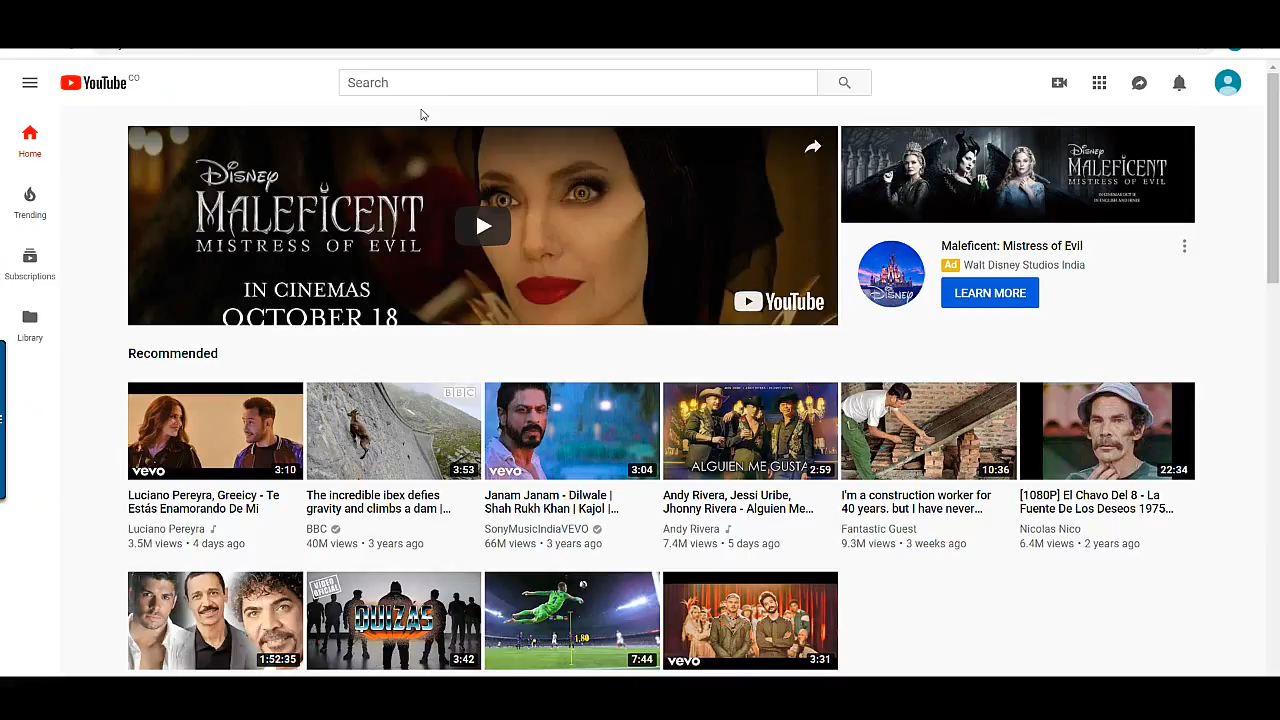 YouTube CO
Search
Home
Trending
Subscriptions
Library
Disney
MALEFICENT
MISTRESS OF EVIL
IN CINEMAS
OCTOBER 18
YouTube
Disney
MALEFICENT
MISTRESS OF EVIL
Maleficent: Mistress of Evil
Ad Walt Disney Studios India
LEARN MORE
Disney
Recommended
vevo
3:10
BBC
3:53
vevo
3:04
ALGUIEN ME GUSTA
2:59
10:36
22:34
Luciano Pereyra, Greeicy - Te
Estás Enamorando De Mi
Luciano Pereyra
3.5M views • 4 days ago
The incredible ibex defies
gravity and climbs a dam |...
BBC
40M views • 3 years ago
Janam Janam - Dilwale |
Shah Rukh Khan | Kajol |...
SonyMusicIndiaVEVO
66M views • 3 years ago
Andy Rivera, Jessi Uribe,
Jhonny Rivera - Alguien Me...
Andy Rivera
7.4M views • 5 days ago
I'm a construction worker for
40 years. but I have never...
Fantastic Guest
9.3M views • 3 weeks ago
[1080P] El Chavo Del 8 - La
Fuente De Los Deseos 1975...
Nicolas Nico
6.4M views • 2 years ago
1:52:35
VIDEO
OFICIAL
QUIZAS
3:42
1.80
7:44
vevo
3:31